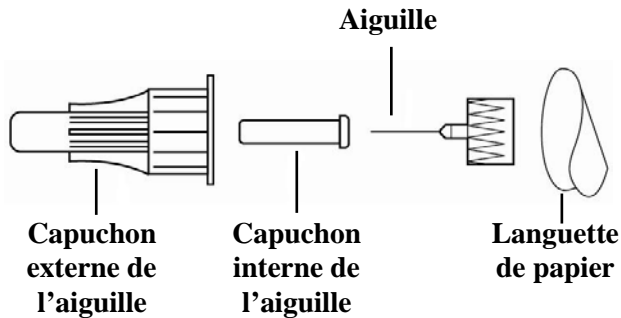 Aiguille
Capuchon
externe de
l’aiguille
Capuchon
interne de
l’aiguille
Languette
de papier